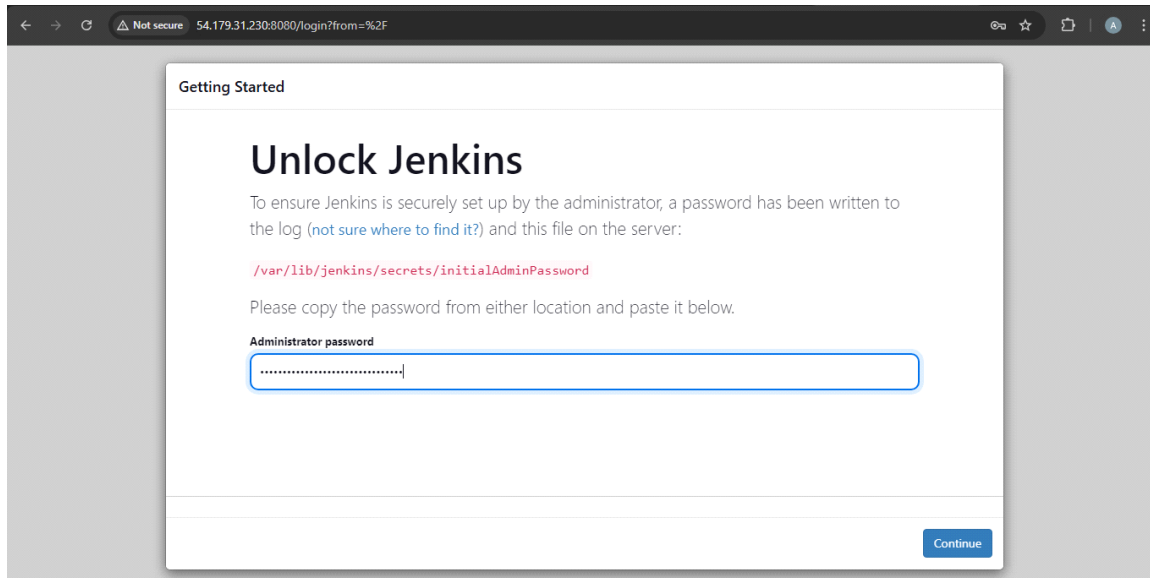 Not secure 54.179.31.230:8080/login?from=%2F A
Getting Started
Unlock Jenkins
To ensure Jenkins is securely set up by the administrator, a password has been written to
the log (not sure where to find it?) and this file on the server:
/var/lib/jenkins/secrets/initialAdminPassword
Please copy the password from either location and paste it below.
Administrator password
••••••••••••••••••••••••••••••••
Continue